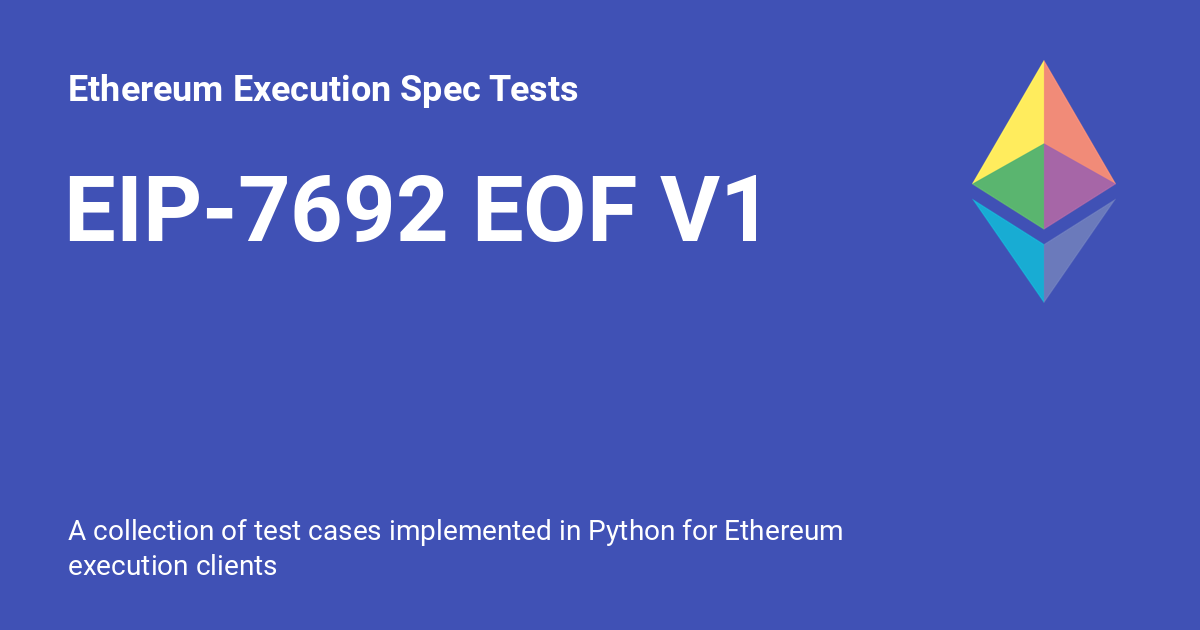 Ethereum Execution Spec Tests
EIP-7692 EOF V1
A collection of test cases implemented in Python for Ethereum
execution clients